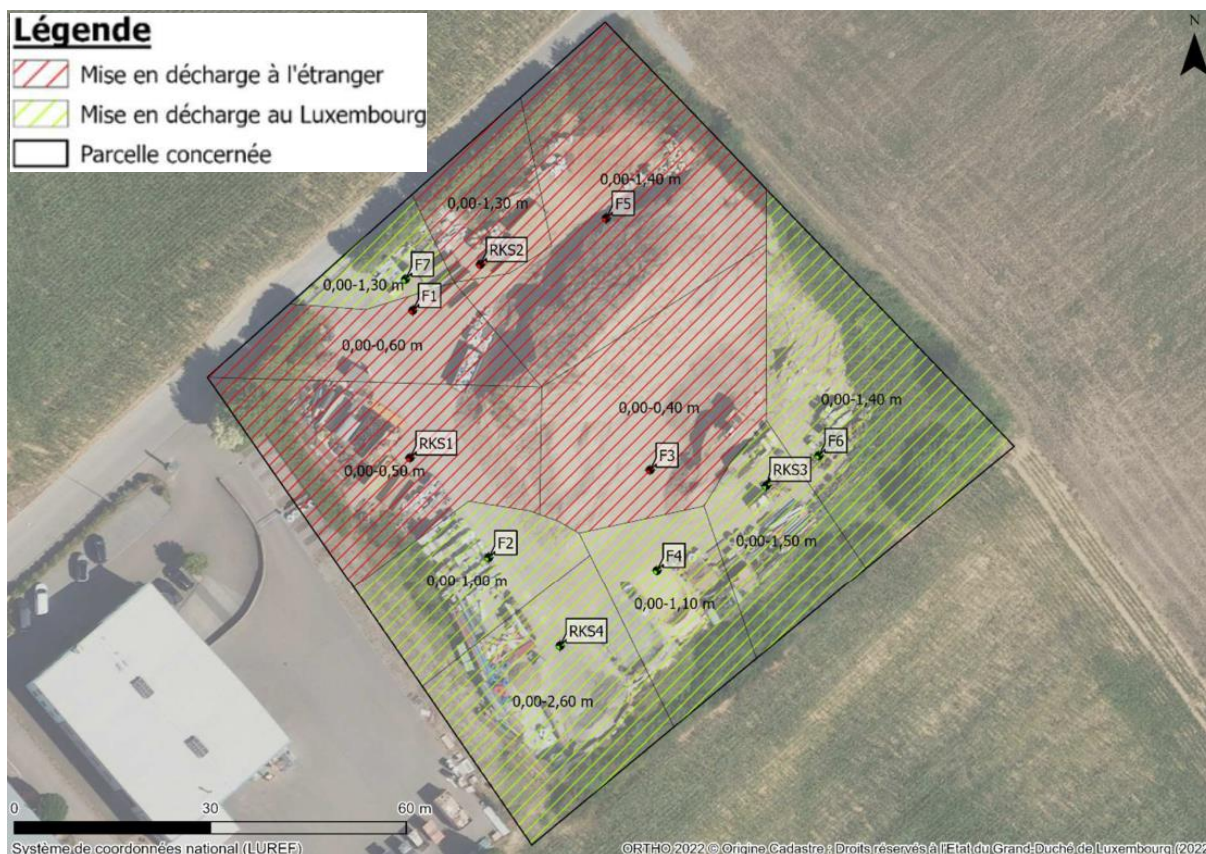 Légende
Mise en décharge à l'étranger
Mise en décharge au Luxembourg
Parcelle concernée
N
0,00-1,40 m
F5
0,00-1,30 m
RKS2
F7
0,00-1,30 m
F1
0,00-0,60 m
0,00-0,40 m
0,00-1,40 m
F6
RKS1
0,00-0,50 m
F3
RKS3
0,00-1,50 m
F2
0,00-1,00 m
F4
0,00-1,10 m
RKS4
0,00-2,60 m
0 30 60 m
Système de coordonnées national (LUREF)
ORTHO 2022 © Origine Cadastre : Droits réservés à l'Etat du Grand-Duché de Luxembourg (2022